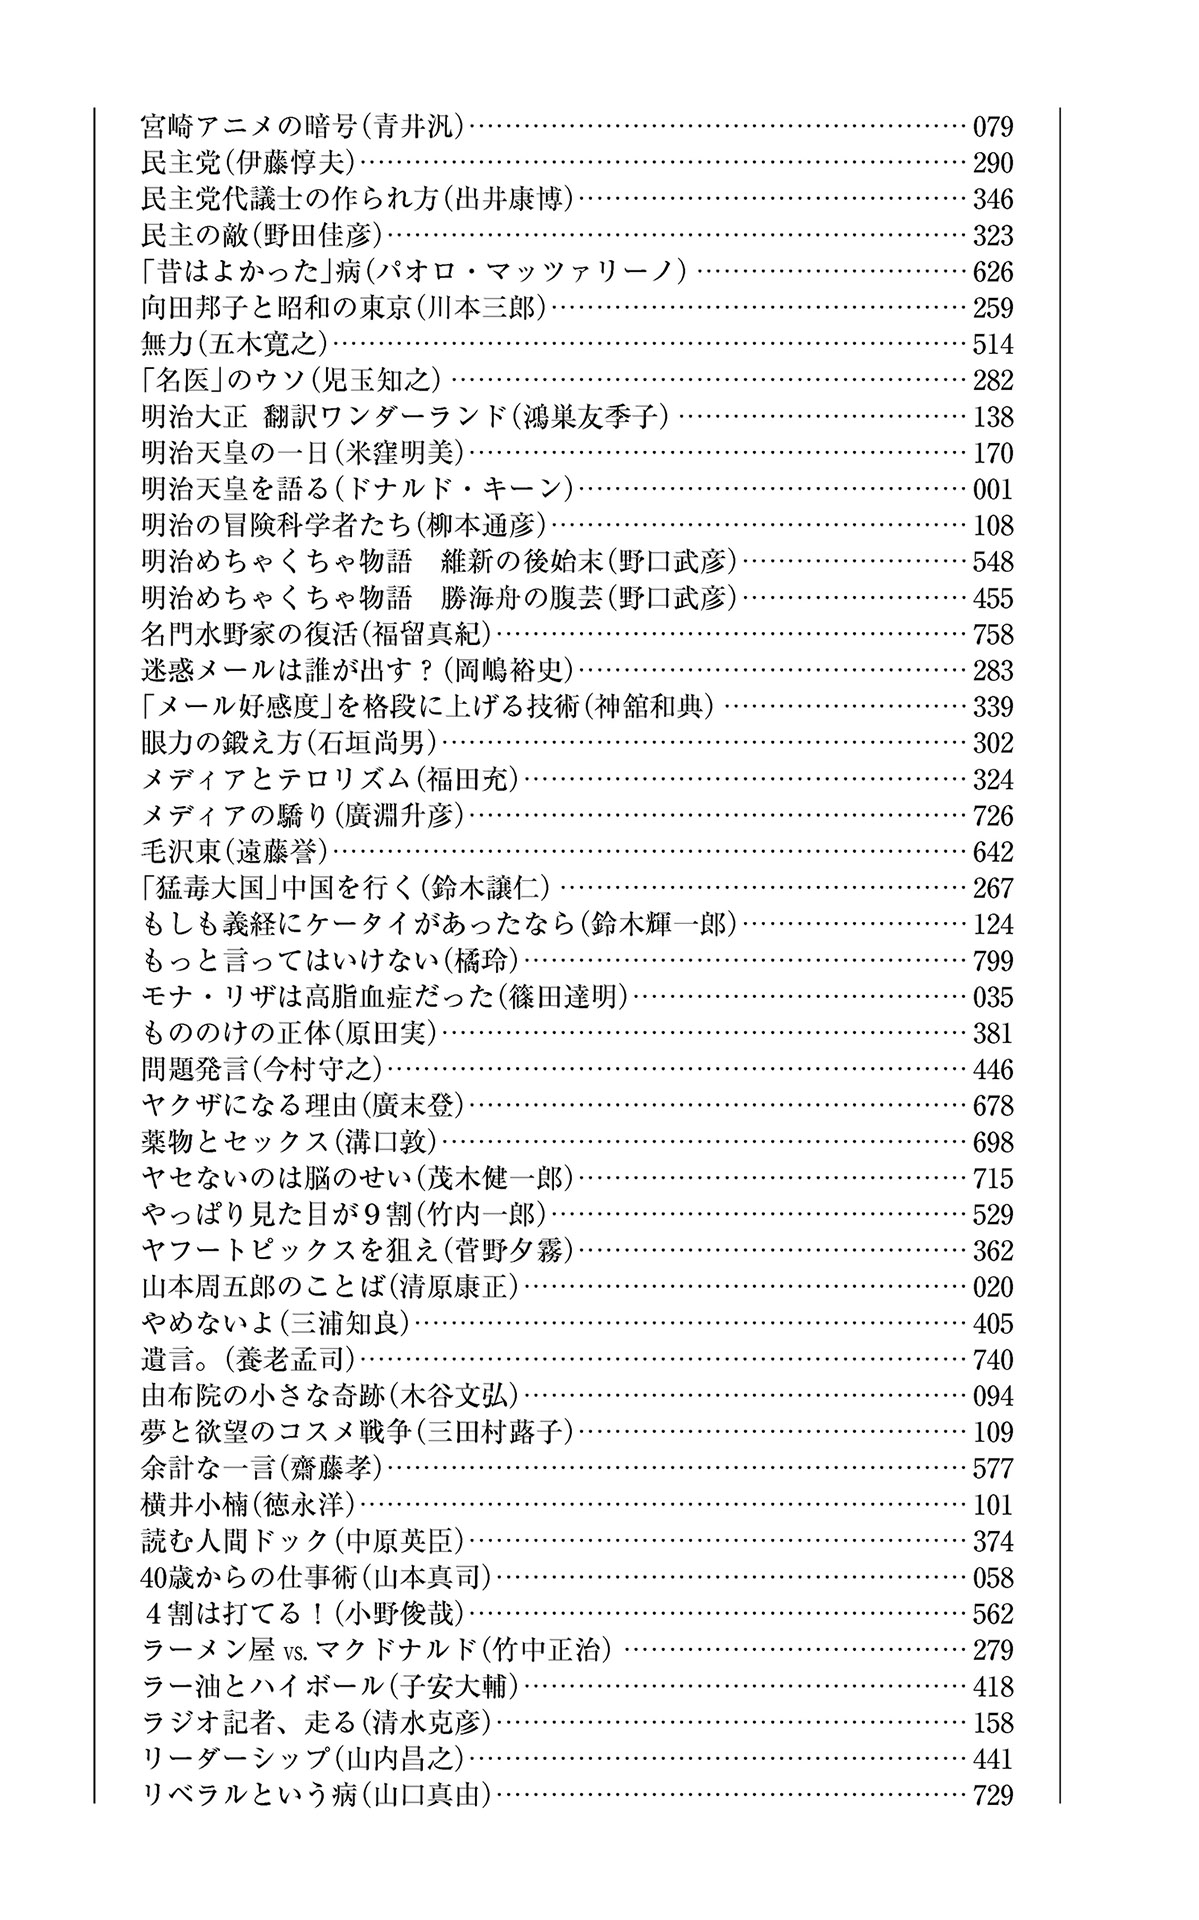 宮崎アニメの暗号(青井汎)…………………………………………079
民主党(伊藤惇夫)…………………………………………290
民主党代議士の作られ方(出井康博)…………………………………………346
民主の敵(野田佳彦)…………………………………………323
「昔はよかった」病(パオロ・マッツァリーノ)…………………………………………626
向田邦子と昭和の東京(川本三郎)…………………………………………259
無力(五木寛之)…………………………………………514
「名医」のウソ(児玉知之)…………………………………………282
明治大正 翻訳ワンダーランド(鴻巣友季子)…………………………………………138
明治天皇の一日(米窪明美)…………………………………………170
明治天皇を語る(ドナルド・キーン)…………………………………………001
明治の冒険科学者たち(柳本通彦)…………………………………………108
明治めちゃくちゃ物語　維新の後始末(野口武彦)…………………………………………548
明治めちゃくちゃ物語　勝海舟の腹芸(野口武彦)…………………………………………455
名門水野家の復活(福留真紀)…………………………………………758
迷惑メールは誰が出す？(岡嶋裕史)…………………………………………283
「メール好感度」を格段に上げる技術(神舘和典)…………………………………………339
眼力の鍛え方(石垣尚男)…………………………………………302
メディアとテロリズム(福田充)…………………………………………324
メディアの驕り(廣淵升彦)…………………………………………726
毛沢東(遠藤誉)…………………………………………642
「猛毒大国」中国を行く(鈴木譲仁)…………………………………………267
もしも義経にケータイがあったなら(鈴木輝一郎)…………………………………………124
もっと言ってはいけない(橘玲)…………………………………………799
モナ・リザは高脂血症だった(篠田達明)…………………………………………035
もののけの正体(原田実)…………………………………………381
問題発言(今村守之)…………………………………………446
ヤクザになる理由(廣末登)…………………………………………678
薬物とセックス(溝口敦)…………………………………………698
ヤセないのは脳のせい(茂木健一郎)…………………………………………715
やっぱり見た目が９割(竹内一郎)…………………………………………529
ヤフートピックスを狙え(菅野夕霧)…………………………………………362
山本周五郎のことば(清原康正)…………………………………………020
やめないよ(三浦知良)…………………………………………405
遺言。(養老孟司)…………………………………………740
由布院の小さな奇跡(木谷文弘)…………………………………………094
夢と欲望のコスメ戦争(三田村蕗子)…………………………………………109
余計な一言(齋藤孝)…………………………………………577
横井小楠(徳永洋)…………………………………………101
読む人間ドック(中原英臣)…………………………………………374
40歳からの仕事術(山本真司)…………………………………………058
４割は打てる！(小野俊哉)…………………………………………562
ラーメン屋 vs. マクドナルド(竹中正治)…………………………………………279
ラー油とハイボール(子安大輔)…………………………………………418
ラジオ記者、走る(清水克彦)…………………………………………158
リーダーシップ(山内昌之)…………………………………………441
リベラルという病(山口真由)…………………………………………729